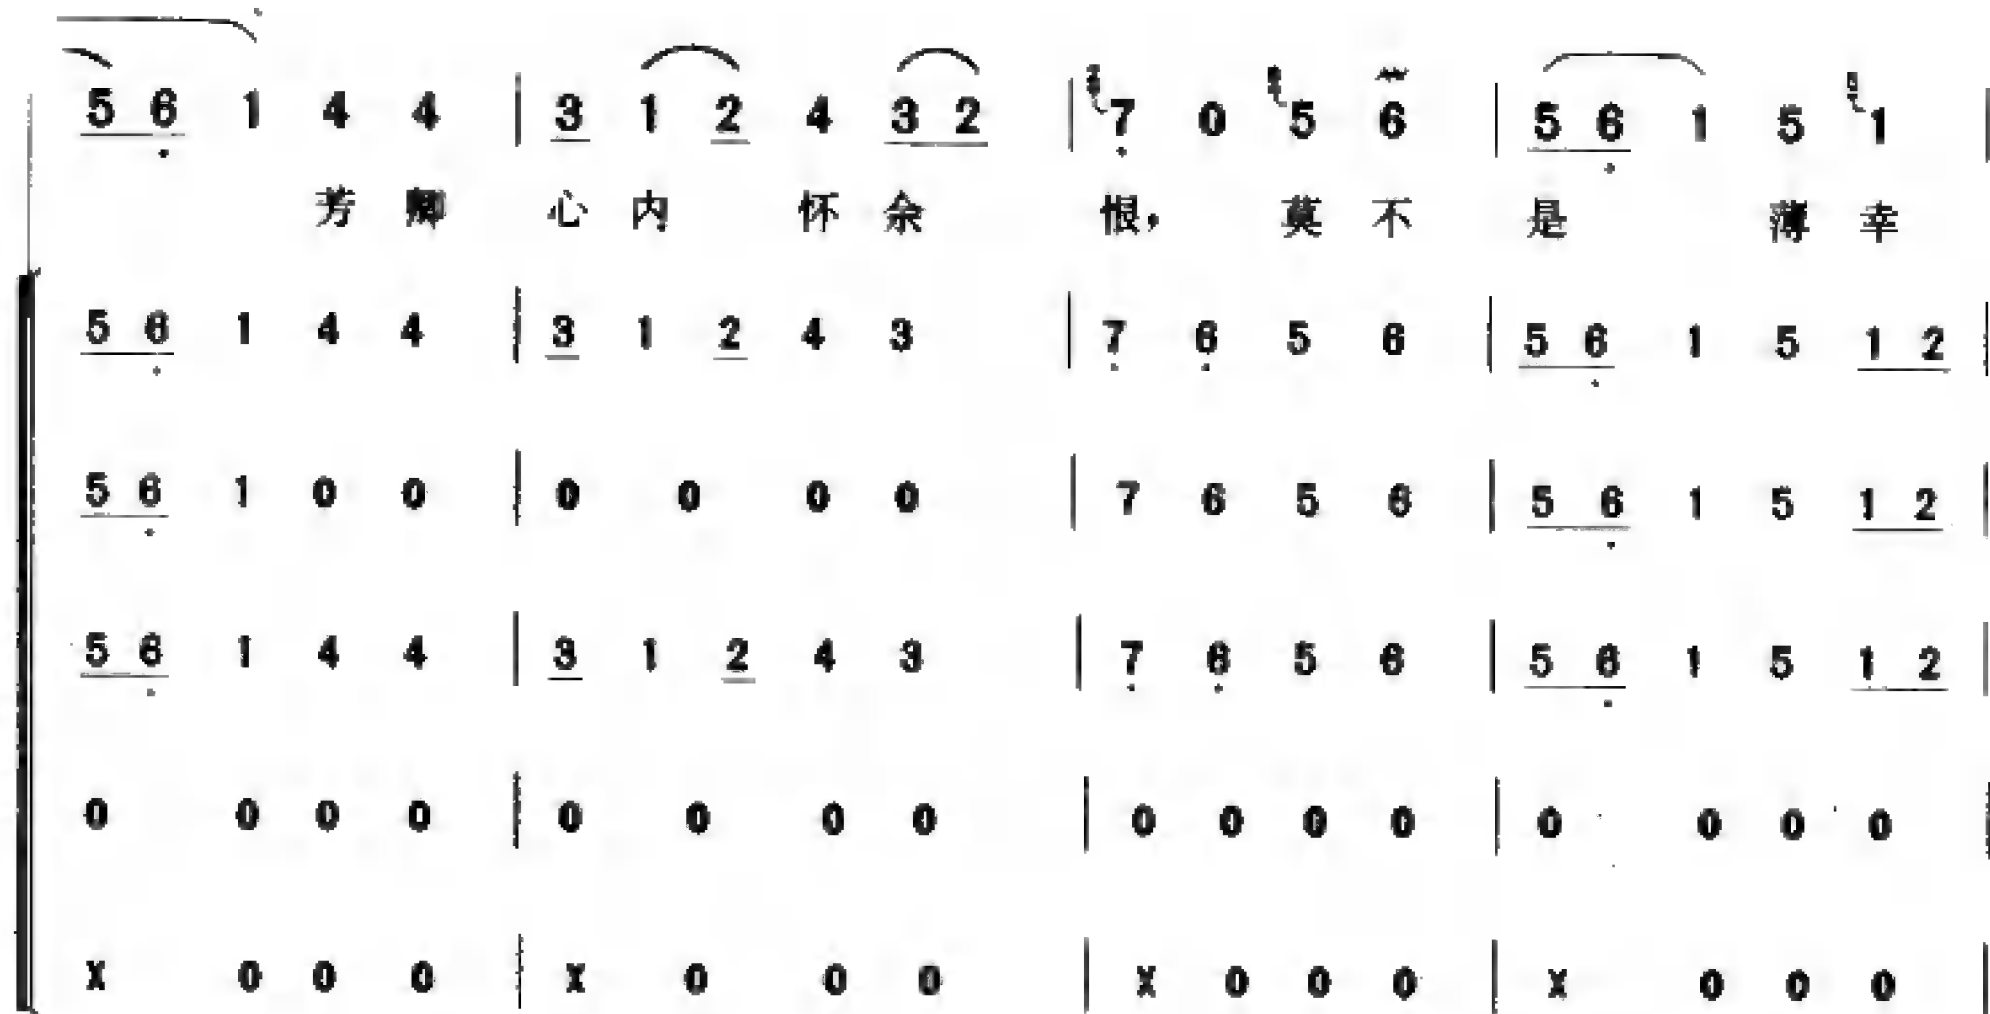 5 6 1 4 4 | 3 1 2 4 3 2 | 7 0 5 6 | 5 6 1 5 1 |
芳 卿 心 内 怀 余 恨， 莫 不 是 薄 幸
5 6 1 4 4 | 3 1 2 4 3 | 7 6 5 6 | 5 6 1 5 1 2 |
5 6 1 0 0 | 0 0 0 0 | 7 6 5 6 | 5 6 1 5 1 2 |
5 6 1 4 4 | 3 1 2 4 3 | 7 6 5 6 | 5 6 1 5 1 2 |
0 0 0 0 | 0 0 0 0 | 0 0 0 0 | 0 0 0 0 |
X 0 0 0 | X 0 0 0 | X 0 0 0 | X 0 0 0 |